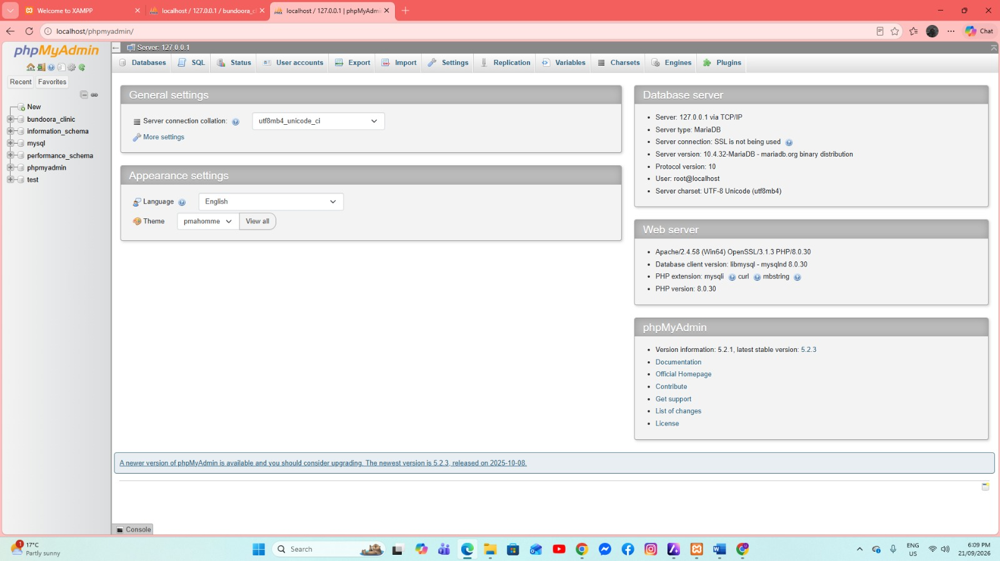 Welcome to XAMPP
localhost / 127.0.0.1 / bundoora_cl
localhost / 127.0.0.1 | phpMyAdmin
localhost/phpmyadmin/
Chat
phpMyAdmin
Recent
Favorites
New
bundoora_clinic
information_schema
mysql
performance_schema
phpmyadmin
test
Server: 127.0.0.1
Databases
SQL
Status
User accounts
Export
Import
Settings
Replication
Variables
Charsets
Engines
Plugins
General settings
Server connection collation:
utf8mb4_unicode_ci
More settings
Appearance settings
Language
English
Theme
pmahomme
View all
Database server
Server: 127.0.0.1 via TCP/IP
Server type: MariaDB
Server connection: SSL is not being used
Server version: 10.4.32-MariaDB - mariadb.org binary distribution
Protocol version: 10
User: root@localhost
Server charset: UTF-8 Unicode (utf8mb4)
Web server
Apache/2.4.58 (Win64) OpenSSL/3.1.3 PHP/8.0.30
Database client version: libmysql - mysqlnd 8.0.30
PHP extension: mysqli curl mbstring
PHP version: 8.0.30
phpMyAdmin
Version information: 5.2.1, latest stable version: 5.2.3
Documentation
Official Homepage
Contribute
Get support
List of changes
License
A newer version of phpMyAdmin is available and you should consider upgrading. The newest version is 5.2.3, released on 2025-10-08.
Console
1
17°C
Partly sunny
Search
ENG
US
6:09 PM
21/09/2026